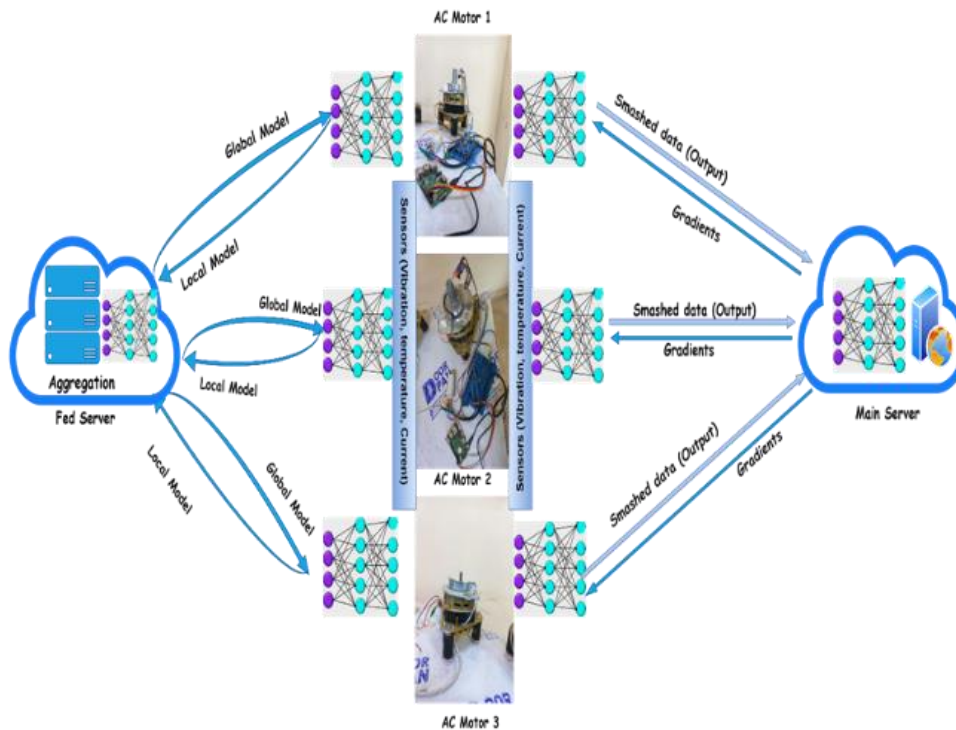 AC Motor 1
Global Model
Local Model
Smashed data (Output)
Gradients
Sensors (Vibration, temperature, Current)
Sensors (Vibration, temperature, Current)
Global Model
Local Model
Smashed data (Output)
Gradients
Aggregation
Fed Server
Main Server
AC Motor 2
Local Model
Global Model
Smashed data (Output)
Gradients
AC Motor 3